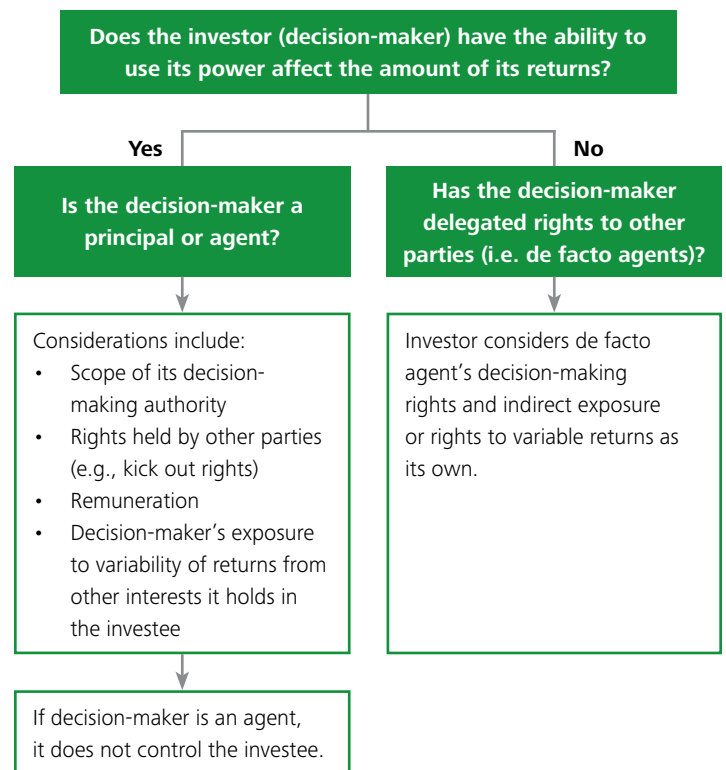 Does the investor (decision-maker) have the ability to
use its power affect the amount of its returns?
Yes
No
Is the decision-maker a
principal or agent?
Has the decision-maker
delegated rights to other
parties (i.e. de facto agents)?
Considerations include:
• Scope of its decision-
making authority
• Rights held by other parties
(e.g., kick out rights)
• Remuneration
• Decision-maker's exposure
to variability of returns from
other interests it holds in
the investee
Investor considers de facto
agent's decision-making
rights and indirect exposure
or rights to variable returns as
its own.
If decision-maker is an agent,
it does not control the investee.